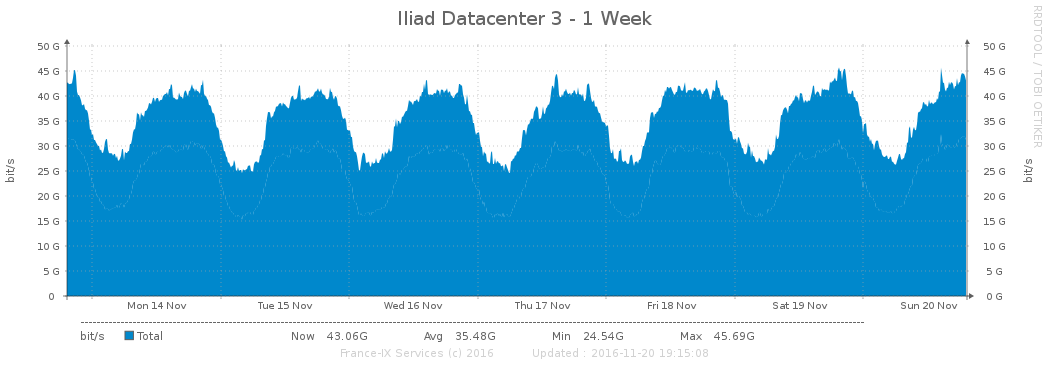 Iliad Datacenter 3 - 1 Week
RRDTOOL / TOBI OETIKER
50 G 50 G
45 G 45 G
40 G 40 G
35 G 35 G
30 G 30 G
25 G 25 G
20 G 20 G
15 G 15 G
10 G 10 G
5 G 5 G
0 0 G
bit/s bit/s
Mon 14 Nov Tue 15 Nov Wed 16 Nov Thu 17 Nov Fri 18 Nov Sat 19 Nov Sun 20 Nov
bit/s Total Now 43.06G Avg 35.48G Min 24.54G Max 45.69G
France-IX Services (c) 2016 Updated : 2016-11-20 19:15:08